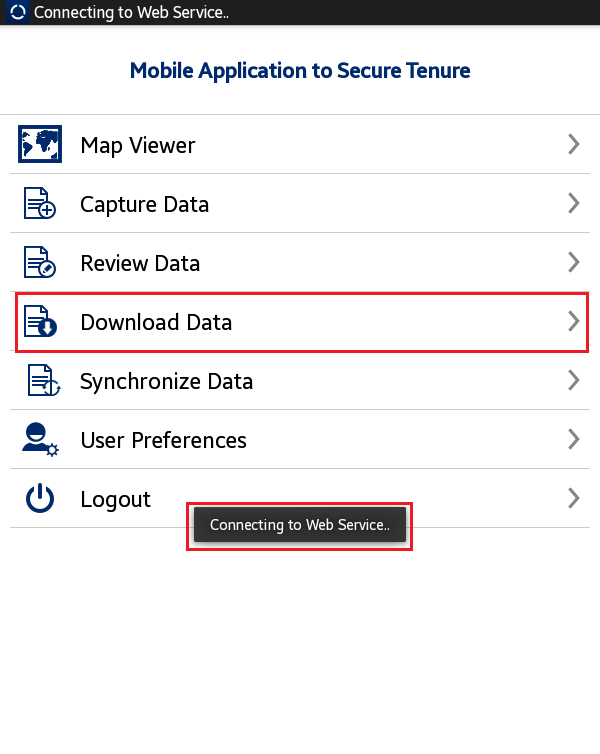 Connecting to Web Service..
Mobile Application to Secure Tenure
Map Viewer
Capture Data
Review Data
Download Data
Synchronize Data
User Preferences
Logout
Connecting to Web Service..